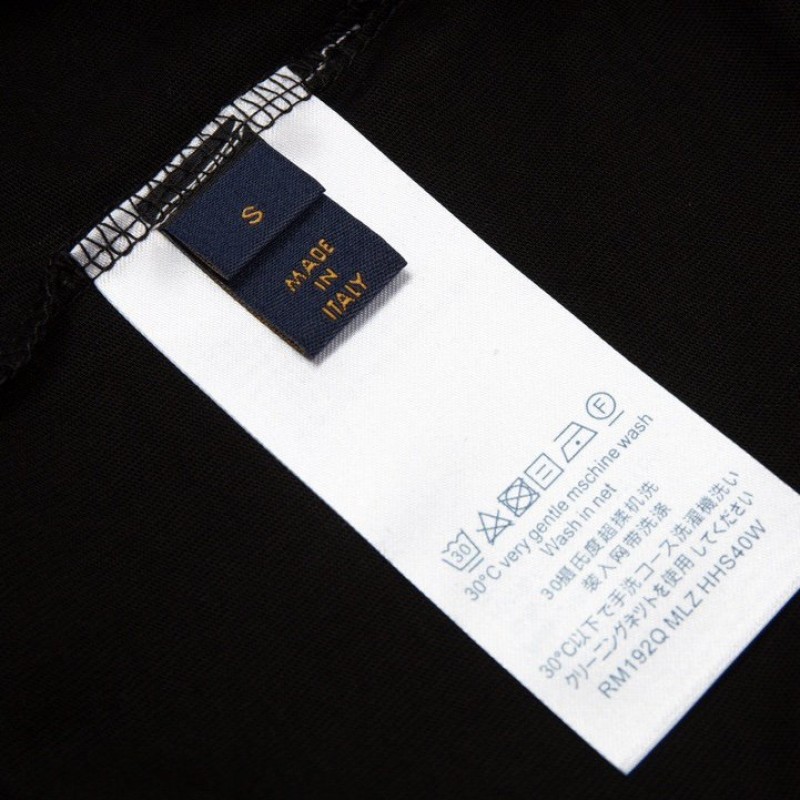 S
MADE
IN
ITALY
30
F
30°C very gentle mschine wash
Wash in net
30攝氏度超揉机洗
装入网带洗涤
30°C以下で手洗コース洗濯機洗い
クリーニングネットを使用してください
RM192Q MLZ HHS40W